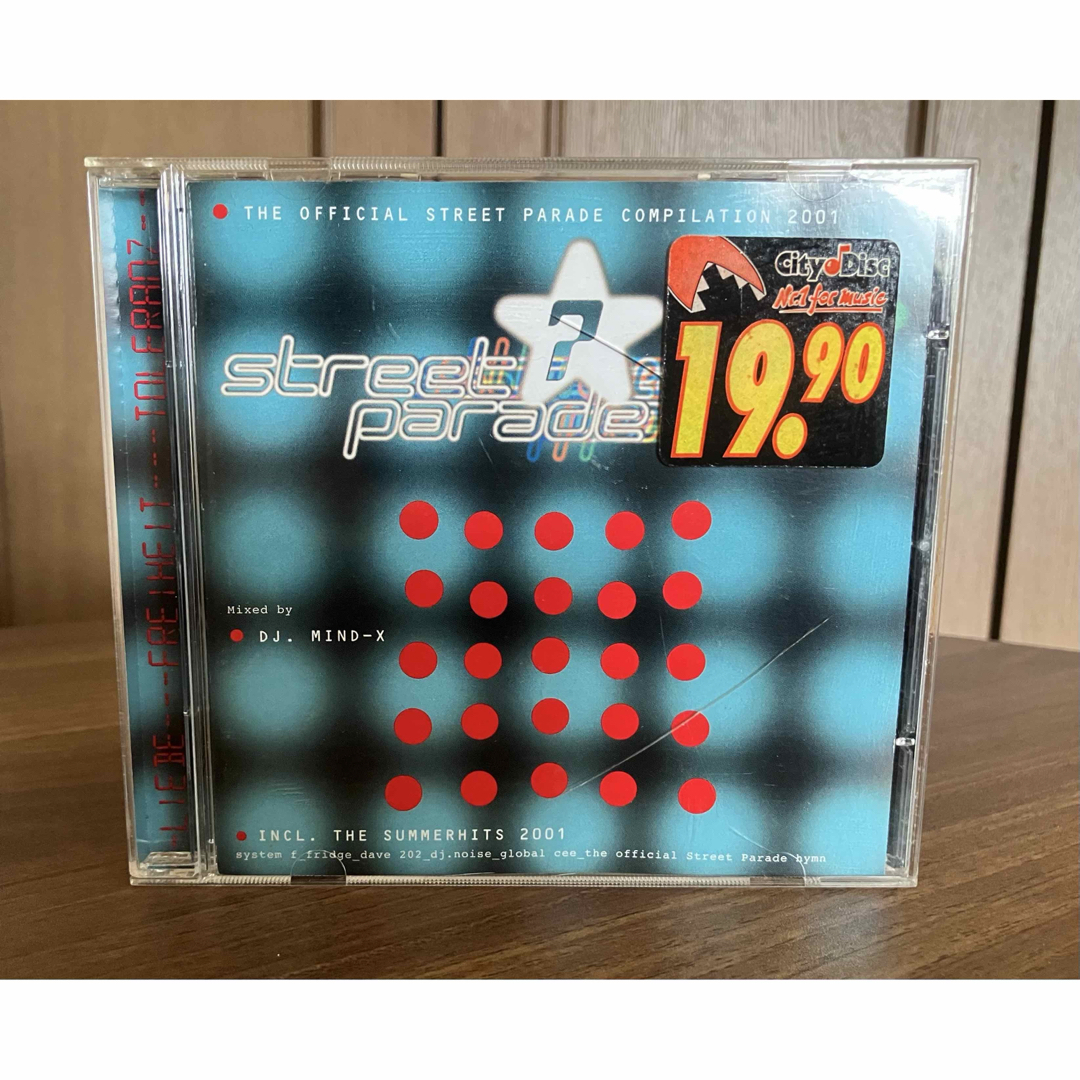 THE OFFICIAL STREET PARADE COMPILATION 2001
City Disc
Nr.1 for music
19.90
?
street
parade
Mixed by
DJ. MIND-X
INCL. THE SUMMERHITS 2001
system f_fridge_dave 202_dj.noise_global cee_the official Street Parade hymn
LIEBE---FREIHEIT---TOLERANZ--